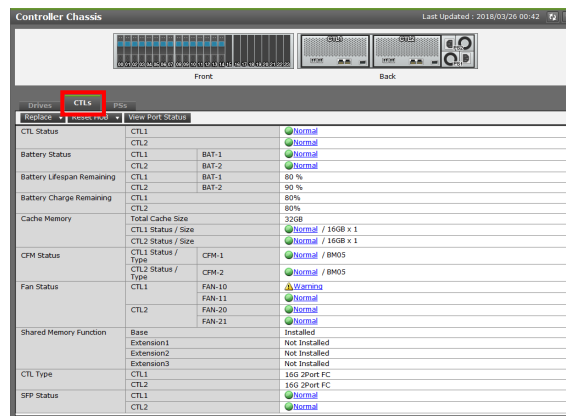 Controller Chassis
Last Updated : 2018/03/26 00:42
CTL1 CTL2
Front Back
Drives CTLs PSs
Replace Reset MUB View Port Status
CTL Status CTL1 Normal
CTL2 Normal
Battery Status CTL1 BAT-1 Normal
CTL2 BAT-2 Normal
Battery Lifespan Remaining CTL1 BAT-1 80 %
CTL2 BAT-2 90 %
Battery Charge Remaining CTL1 80%
CTL2 80%
Cache Memory Total Cache Size 32GB
CTL1 Status / Size Normal / 16GB x 1
CTL2 Status / Size Normal / 16GB x 1
CFM Status CTL1 Status / Type CFM-1 Normal / BM05
CTL2 Status / Type CFM-2 Normal / BM05
Fan Status CTL1 FAN-10 Warning
FAN-11 Normal
CTL2 FAN-20 Normal
FAN-21 Normal
Shared Memory Function Base Installed
Extension1 Not Installed
Extension2 Not Installed
Extension3 Not Installed
CTL Type CTL1 16G 2Port FC
CTL2 16G 2Port FC
SFP Status CTL1 Normal
CTL2 Normal